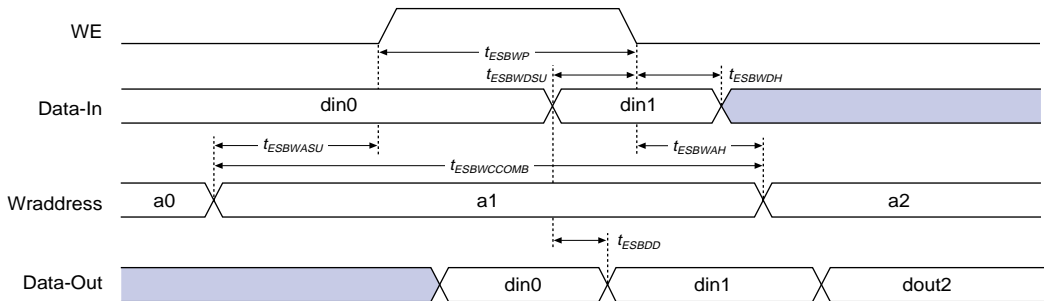 WE
tESBWP
tESBWDSU
tESBWDH
Data-In din0 din1
tESBWASU
tESBWAH
tESBWCCOMB
Wraddress a0 a1 a2
tESBDD
Data-Out din0 din1 dout2